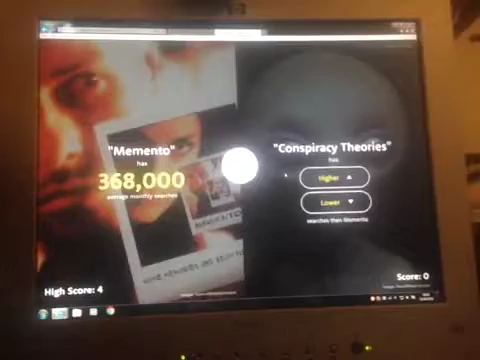 "Memento"
has
368,000
average monthly searches
"Conspiracy Theories"
has
Higher
Lower
searches than Memento
High Score: 4
Score: 0